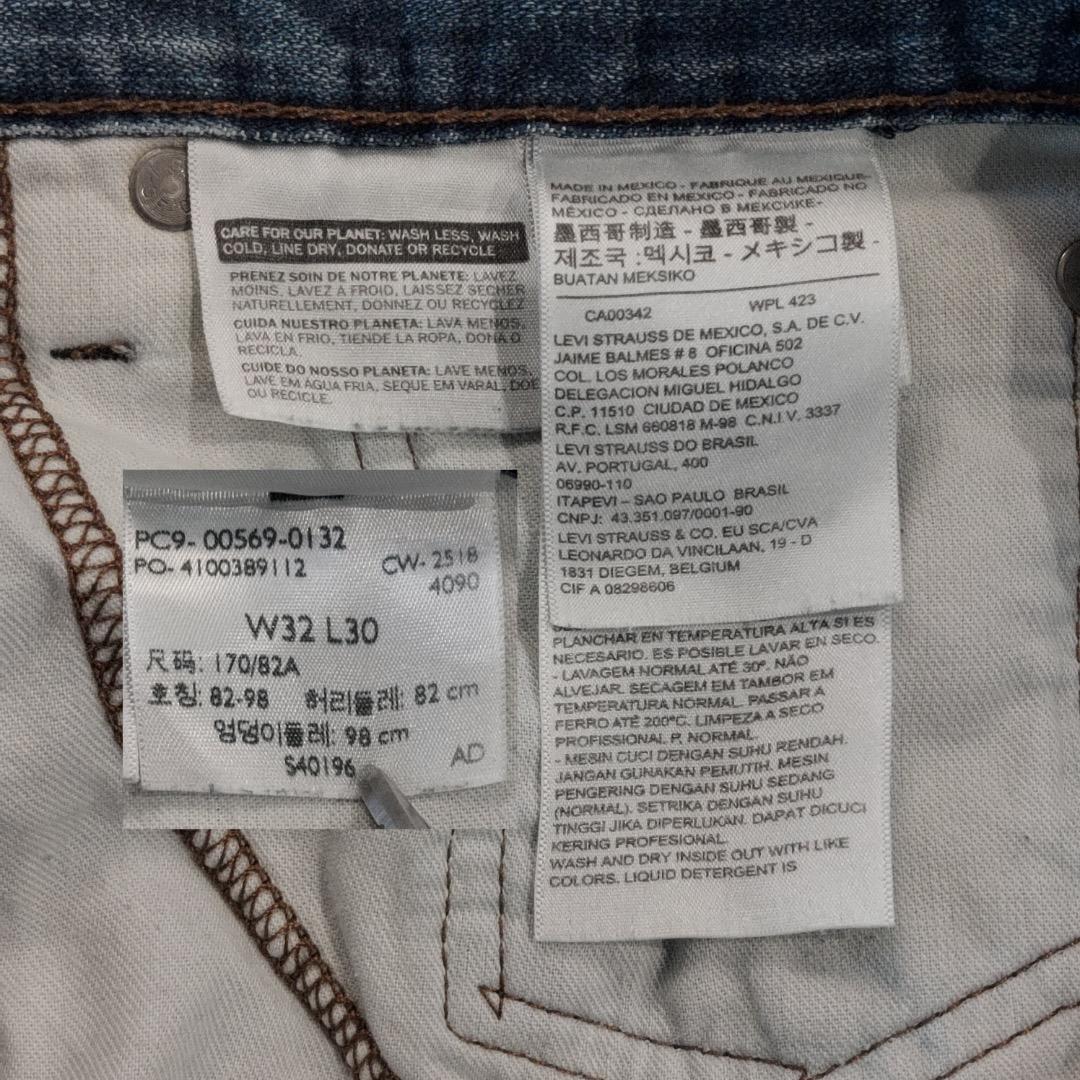 CARE FOR OUR PLANET: WASH LESS, WASH
COLD, LINE DRY, DONATE OR RECYCLE
PRENEZ SOIN DE NOTRE PLANETE: LAVEZ
MOINS, LAVEZ A FROID, LAISSEZ SECHER
NATURELLEMENT, DONNEZ OU RECYCLEZ
CUIDA NUESTRO PLANETA: LAVA MENOS,
LAVA EN FRIO, TIENDE LA ROPA, DONA O
RECICLA.
CUIDE DO NOSSO PLANETA: LAVE MENOS,
LAVE EM ÁGUA FRIA, SEQUE EM VARAL, DOE
OU RECICLE.
PC9- 00569-0132
PO- 4100389112
CW- 2518
4090
W32 L30
尺码: 170/82A
호칭: 82-98 허리둘레: 82 cm
엉덩이둘레: 98 cm
S40196
AD
MADE IN MEXICO - FABRIQUE AU MEXIQUE-
FABRICADO EN MEXICO - FABRICADO NO
MÉXICO - СДЕЛАНО В МЕКСИКЕ-
墨西哥制造 - 墨西哥製 -
제조국 :멕시코 - メキシコ製 -
BUATAN MEKSIKO
CA00342 WPL 423
LEVI STRAUSS DE MEXICO, S.A. DE C.V.
JAIME BALMES # 8 OFICINA 502
COL. LOS MORALES POLANCO
DELEGACION MIGUEL HIDALGO
C.P. 11510 CIUDAD DE MEXICO
R.F.C. LSM 660818 M-98 C.N.I.V. 3337
LEVI STRAUSS DO BRASIL
AV. PORTUGAL, 400
06990-110
ITAPEVI – SAO PAULO BRASIL
CNPJ: 43.351.097/0001-90
LEVI STRAUSS & CO. EU SCA/CVA
LEONARDO DA VINCILAAN, 19 - D
1831 DIEGEM, BELGIUM
CIF A 08298606
PLANCHAR EN TEMPERATURA ALTA SI ES
NECESARIO. ES POSIBLE LAVAR EN SECO.
- LAVAGEM NORMAL ATÉ 30º. NÃO
ALVEJAR. SECAGEM EM TAMBOR EM
TEMPERATURA NORMAL. PASSAR A
FERRO ATÉ 200°C. LIMPEZA A SECO
PROFISSIONAL P, NORMAL.
- MESIN CUCI DENGAN SUHU RENDAH.
JANGAN GUNAKAN PEMUTIH. MESIN
PENGERING DENGAN SUHU SEDANG
(NORMAL). SETRIKA DENGAN SUHU
TINGGI JIKA DIPERLUKAN. DAPAT DICUCI
KERING PROFESIONAL.
WASH AND DRY INSIDE OUT WITH LIKE
COLORS. LIQUID DETERGENT IS